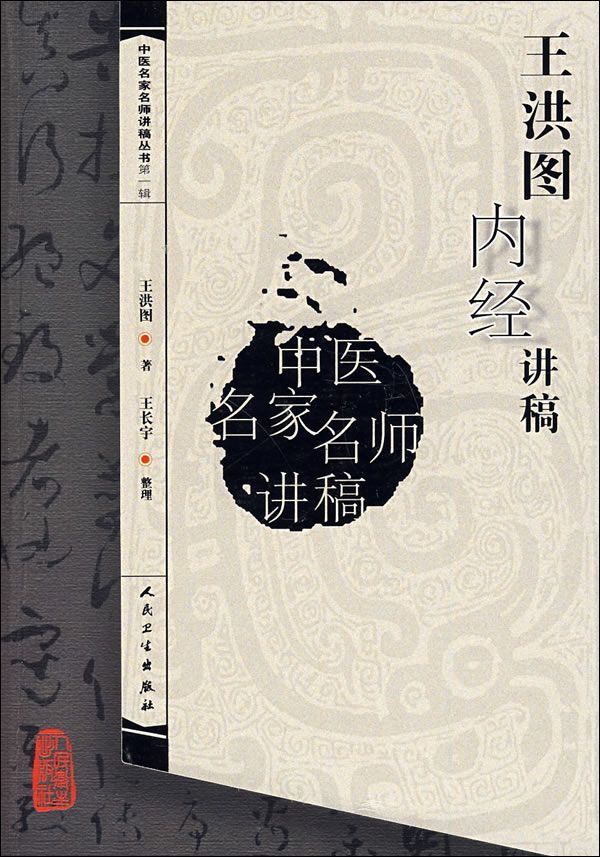 王洪图
内经
讲稿
中医
名家
名师
讲稿
中医名家名师讲稿丛书第一辑
王洪图 著 王长宇 整理
人民卫生出版社